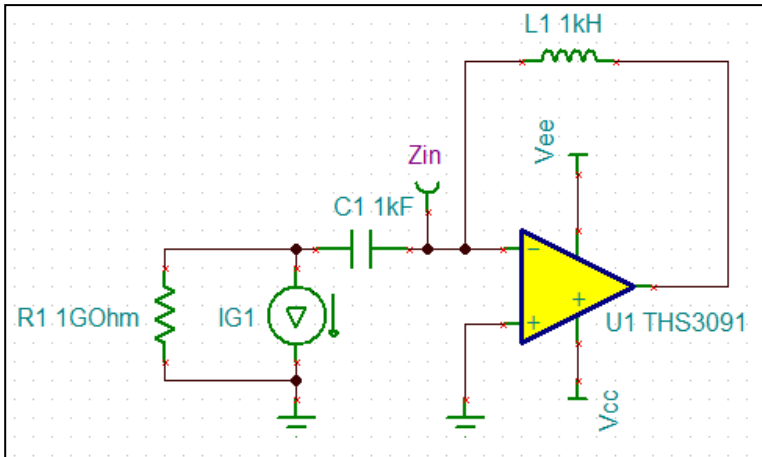 L1 1kH
Vee
Zin
C1 1kF
R1 1GOhm
IG1
−
+
+
U1 THS3091
Vcc